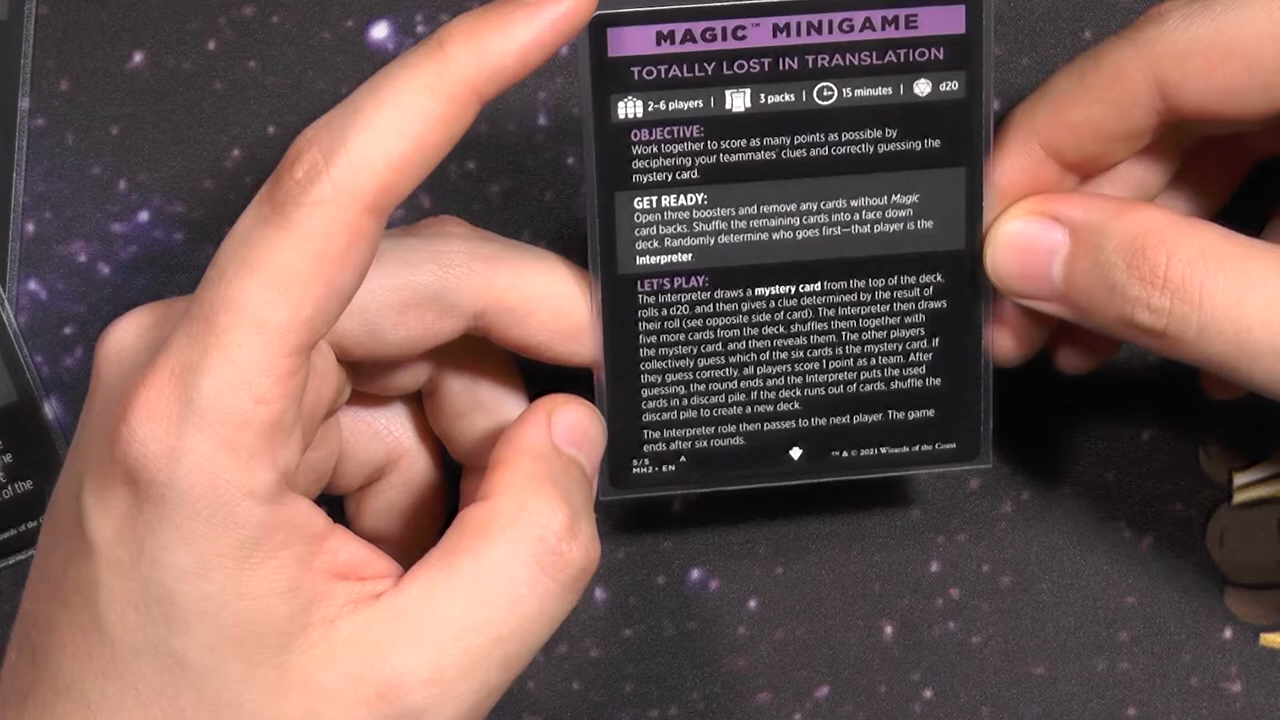 MAGIC™ MINIGAME
TOTALLY LOST IN TRANSLATION
2–6 players | 3 packs | 15 minutes | d20
OBJECTIVE:
Work together to score as many points as possible by
deciphering your teammates' clues and correctly guessing the
mystery card.
GET READY:
Open three boosters and remove any cards without Magic
card backs. Shuffle the remaining cards into a face down
deck. Randomly determine who goes first—that player is the
Interpreter.
LET'S PLAY:
The Interpreter draws a mystery card from the top of the deck,
rolls a d20, and then gives a clue determined by the result of
their roll (see opposite side of card). The Interpreter then draws
five more cards from the deck, shuffles them together with
the mystery card, and then reveals them. The other players
collectively guess which of the six cards is the mystery card. If
they guess correctly, all players score 1 point as a team. After
guessing, the round ends and the Interpreter puts the used
cards in a discard pile. If the deck runs out of cards, shuffle the
discard pile to create a new deck.
The Interpreter role then passes to the next player. The game
ends after six rounds.
5/5 A
MH2 • EN
™ & © 2021 Wizards of the Coast
of the